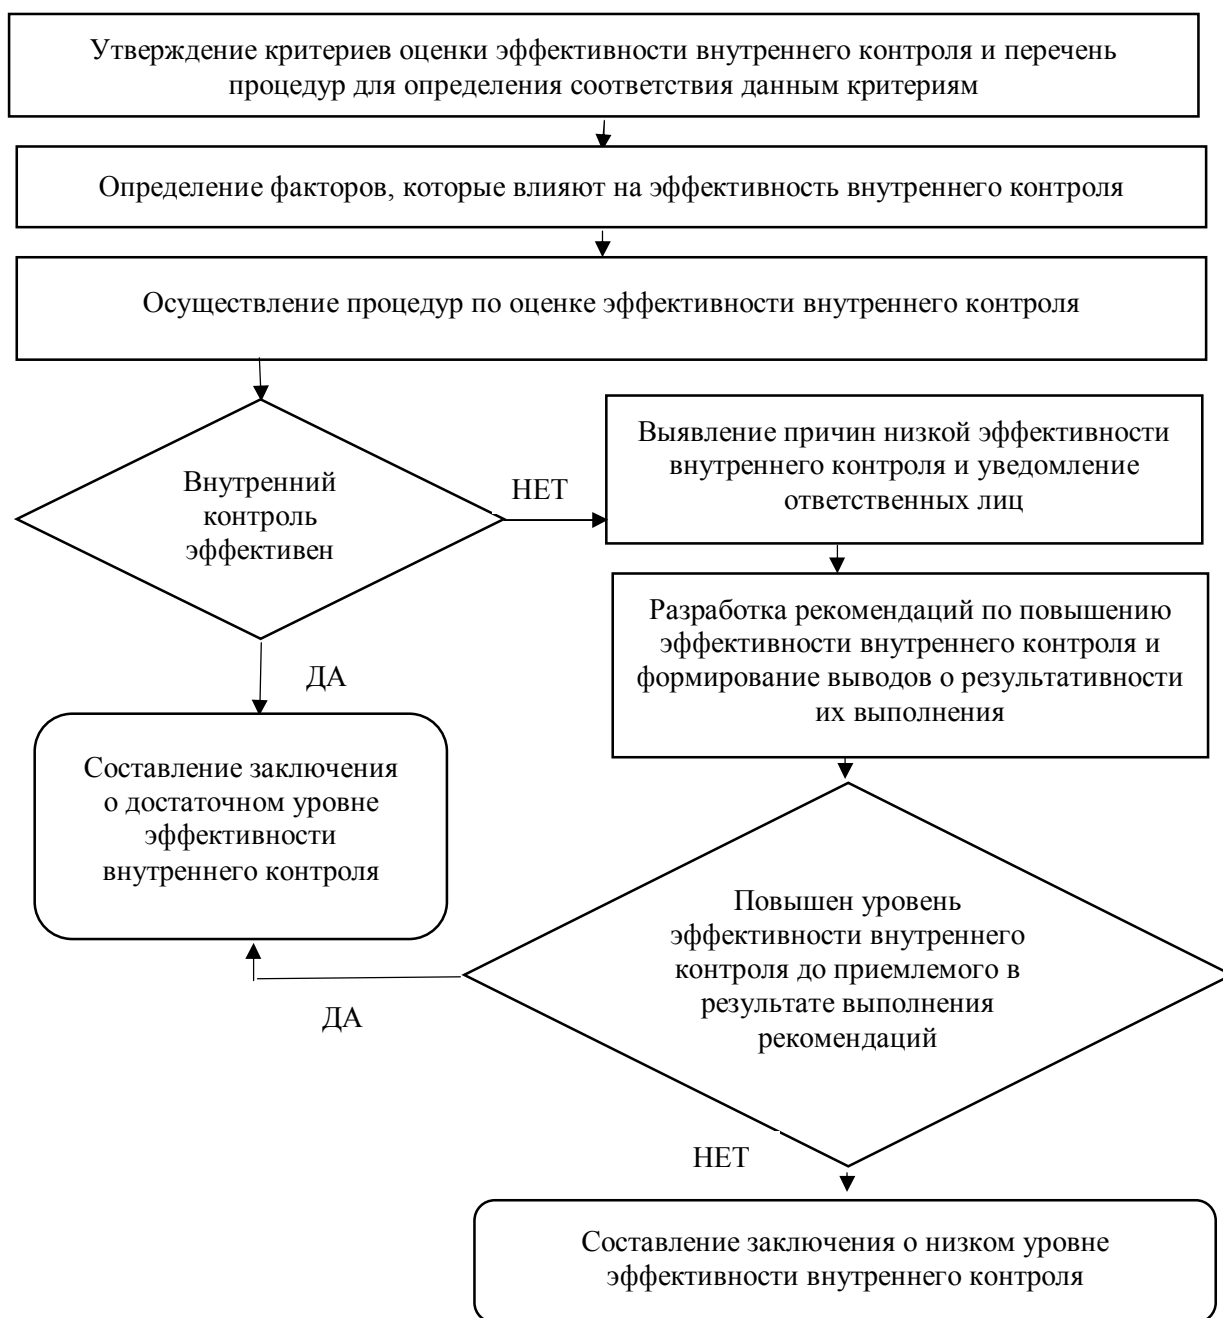 Утверждение критериев оценки эффективности внутреннего контроля и перечень
процедур для определения соответствия данным критериям
Определение факторов, которые влияют на эффективность внутреннего контроля
Осуществление процедур по оценке эффективности внутреннего контроля
Внутренний
контроль
эффективен
НЕТ
Выявление причин низкой эффективности
внутреннего контроля и уведомление
ответственных лиц
Разработка рекомендаций по повышению
эффективности внутреннего контроля и
формирование выводов о результативности
их выполнения
ДА
Составление заключения
о достаточном уровне
эффективности
внутреннего контроля
Повышен уровень
эффективности внутреннего
контроля до приемлемого в
результате выполнения
рекомендаций
ДА
НЕТ
Составление заключения о низком уровне
эффективности внутреннего контроля